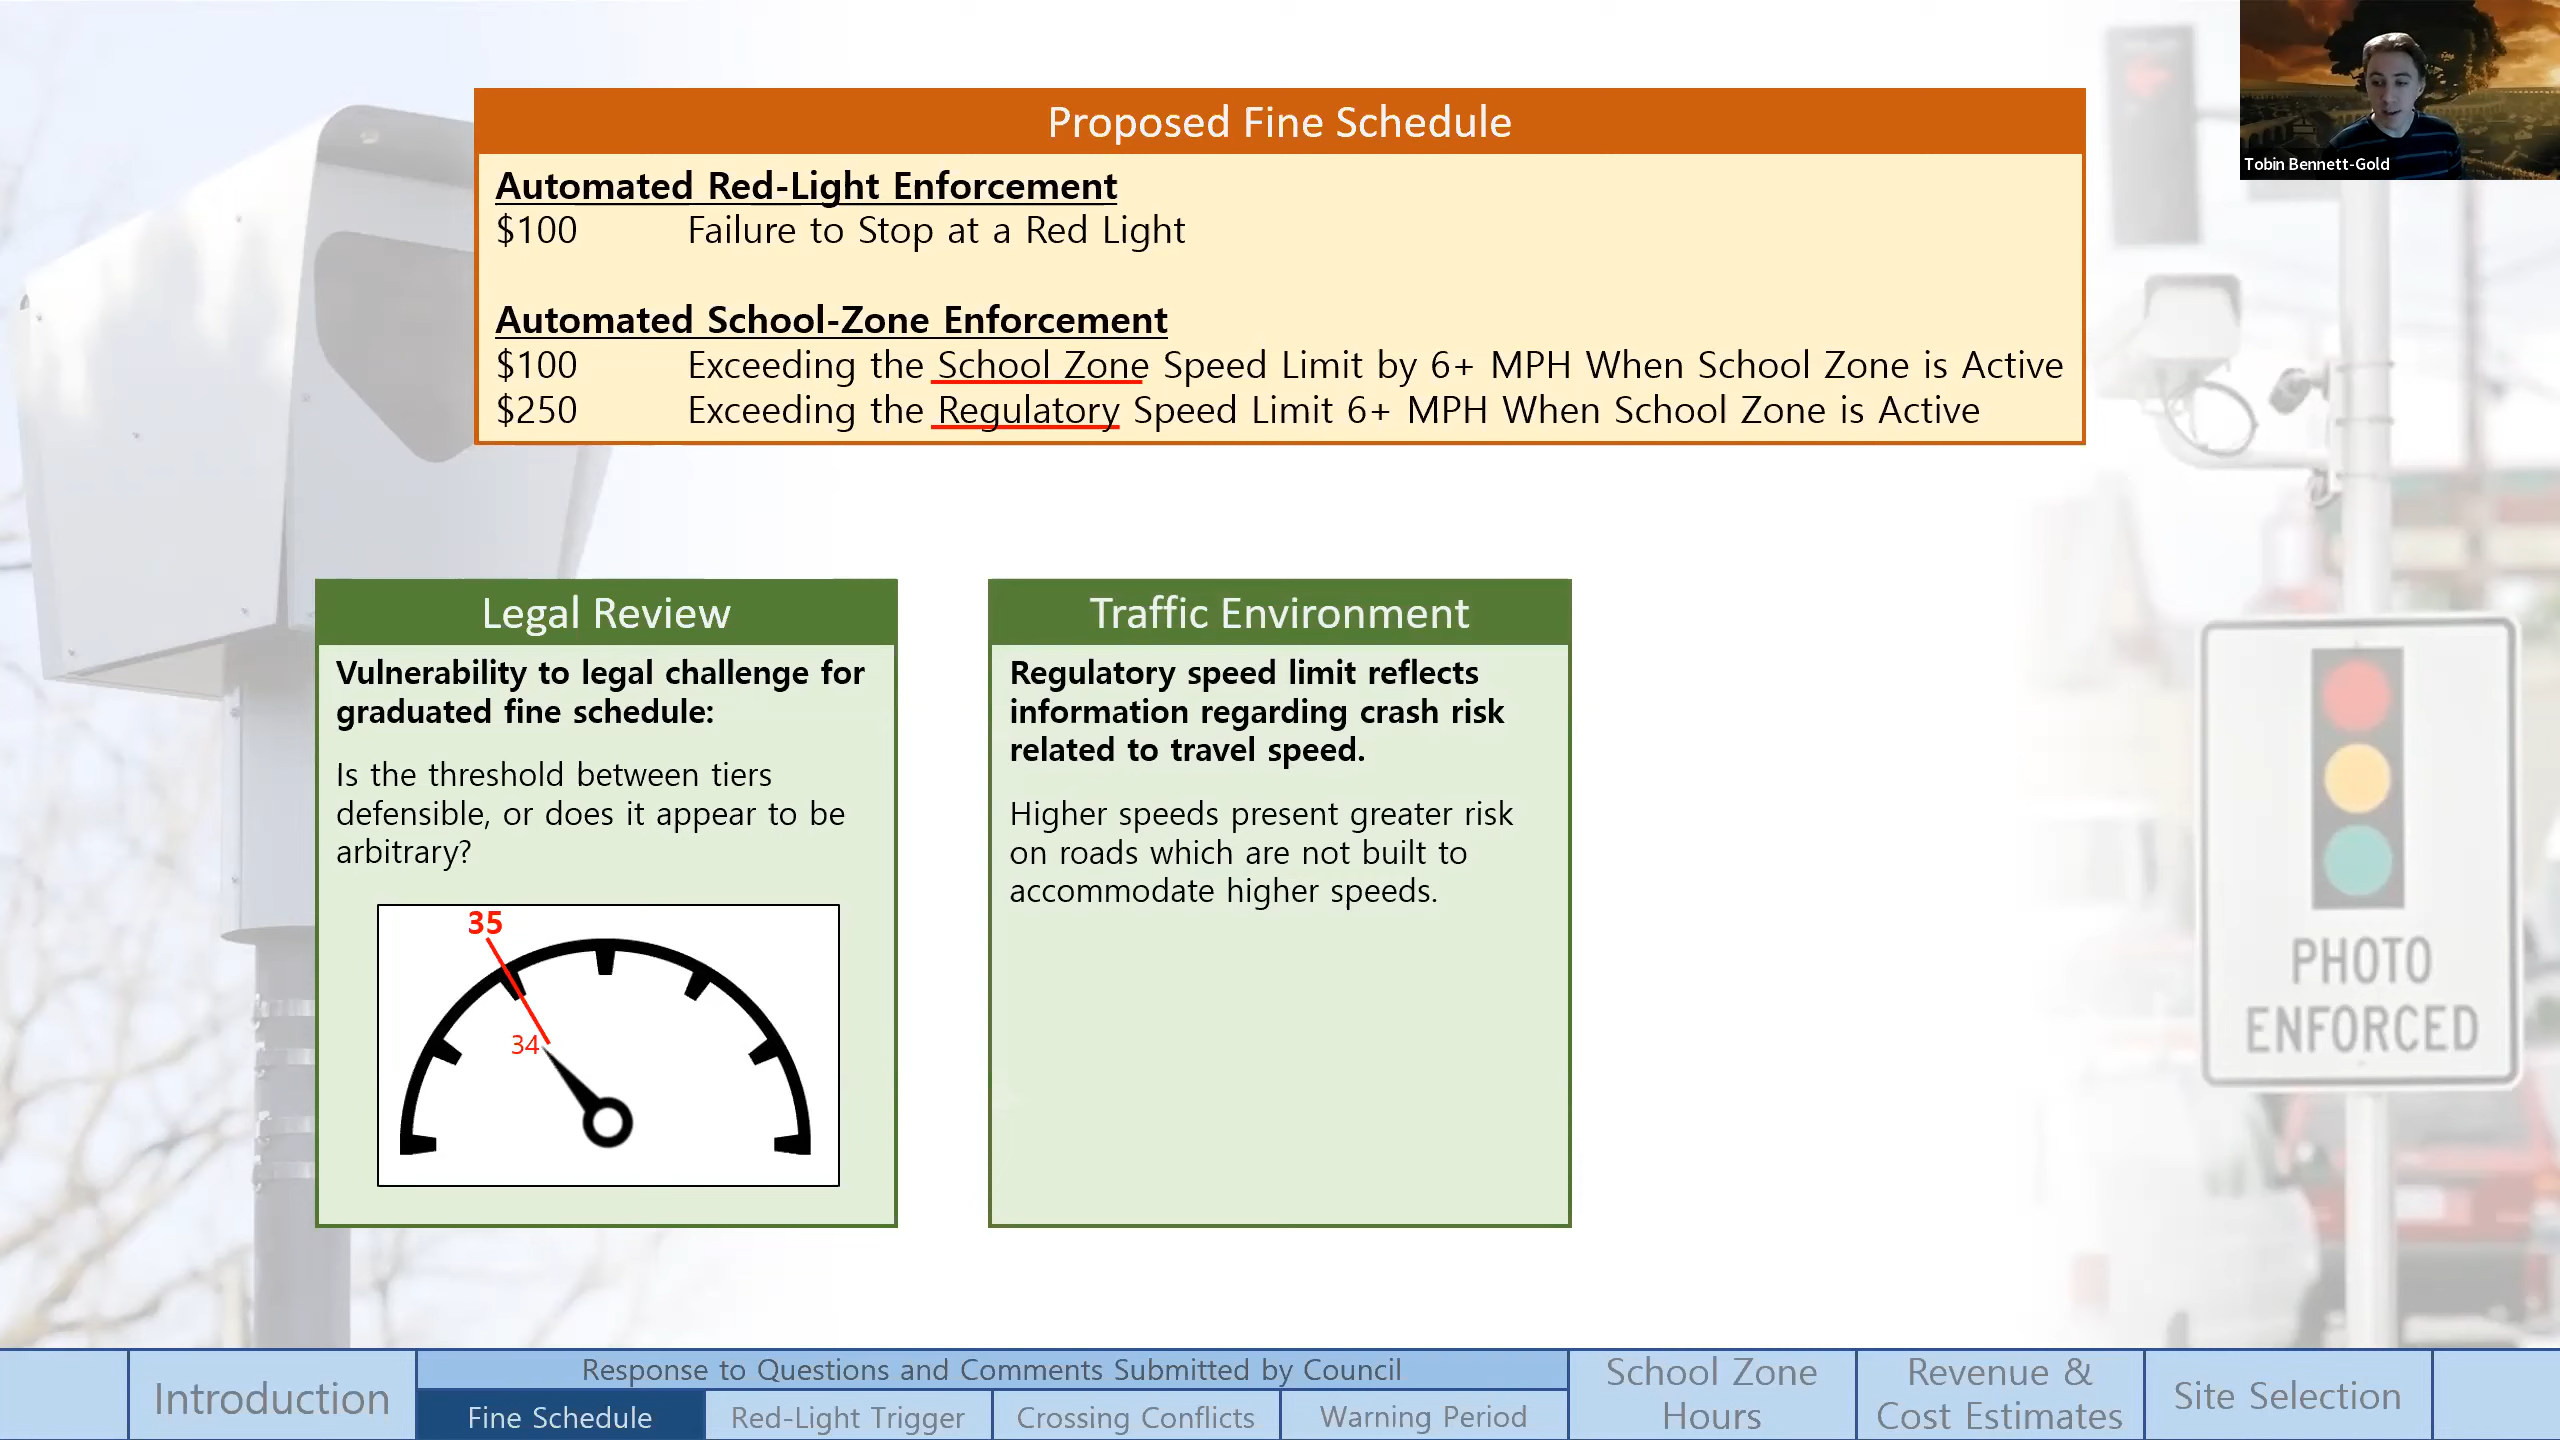 Proposed Fine Schedule
Tobin Bennett-Gold
Automated Red-Light Enforcement
$100 Failure to Stop at a Red Light
Automated School-Zone Enforcement
$100 Exceeding the School Zone Speed Limit by 6+ MPH When School Zone is Active
$250 Exceeding the Regulatory Speed Limit 6+ MPH When School Zone is Active
Legal Review
Vulnerability to legal challenge for
graduated fine schedule:
Is the threshold between tiers
defensible, or does it appear to be
arbitrary?
35
34
Traffic Environment
Regulatory speed limit reflects
information regarding crash risk
related to travel speed.
Higher speeds present greater risk
on roads which are not built to
accommodate higher speeds.
PHOTO
ENFORCED
Introduction
Response to Questions and Comments Submitted by Council
Fine Schedule
Red-Light Trigger
Crossing Conflicts
Warning Period
School Zone
Hours
Revenue &
Cost Estimates
Site Selection